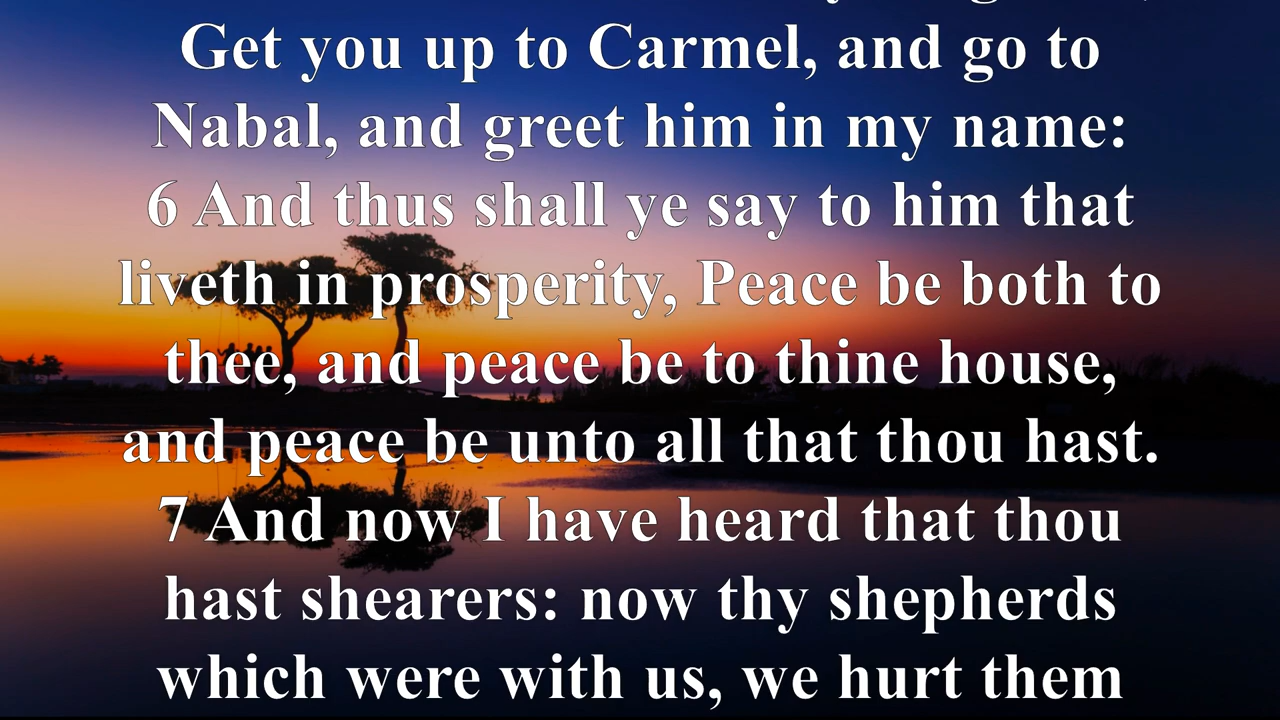 Get you up to Carmel, and go to
Nabal, and greet him in my name:
6 And thus shall ye say to him that
liveth in prosperity, Peace be both to
thee, and peace be to thine house,
and peace be unto all that thou hast.
7 And now I have heard that thou
hast shearers: now thy shepherds
which were with us, we hurt them